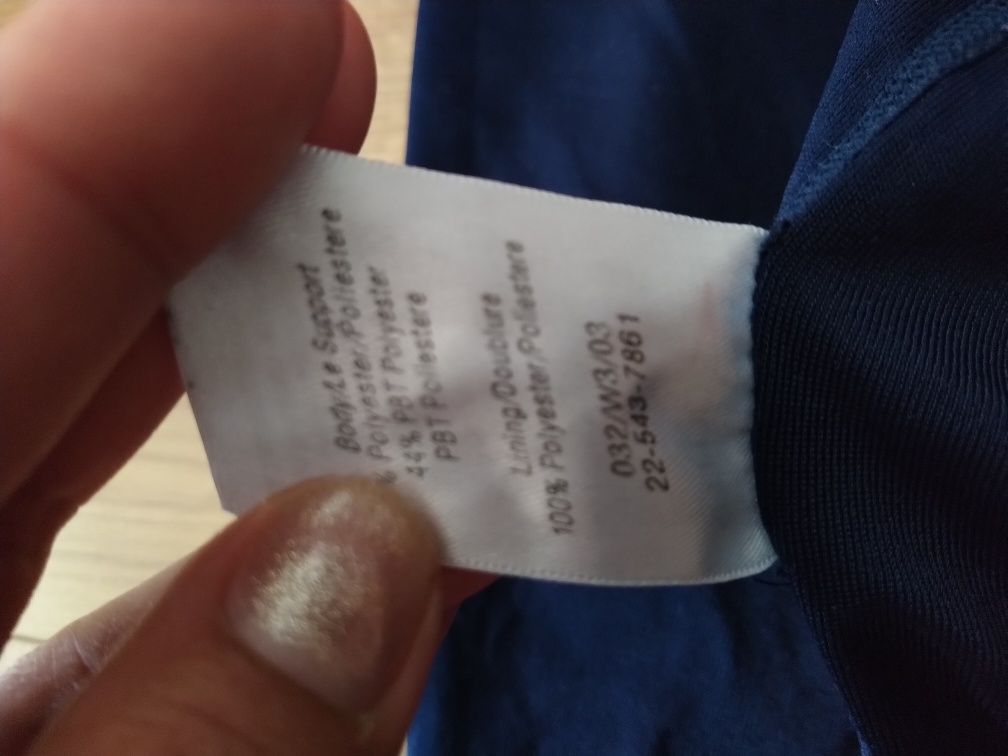 Body/Le Support
% Polyester/Poliestere
44% PBT Polyester
PBT Poliestere
Lining/Doublure
100% Polyester/Poliestere
032/W3/03
22-543-7861